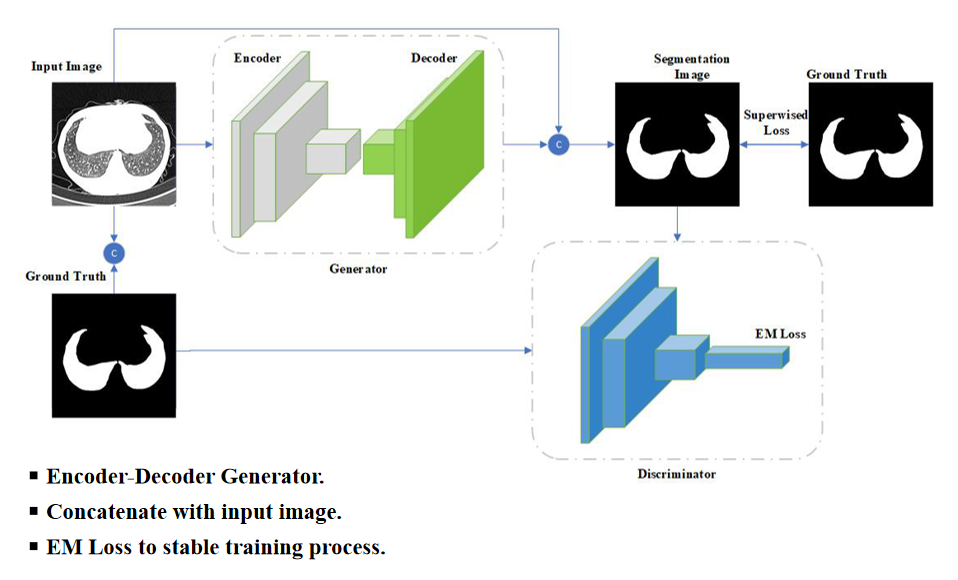 Encoder
Decoder
Input Image
Segmentation
Image
Ground Truth
Superwised
Loss
C
C
Generator
Ground Truth
EM Loss
Discriminator
▪ Encoder-Decoder Generator.
▪ Concatenate with input image.
▪ EM Loss to stable training process.